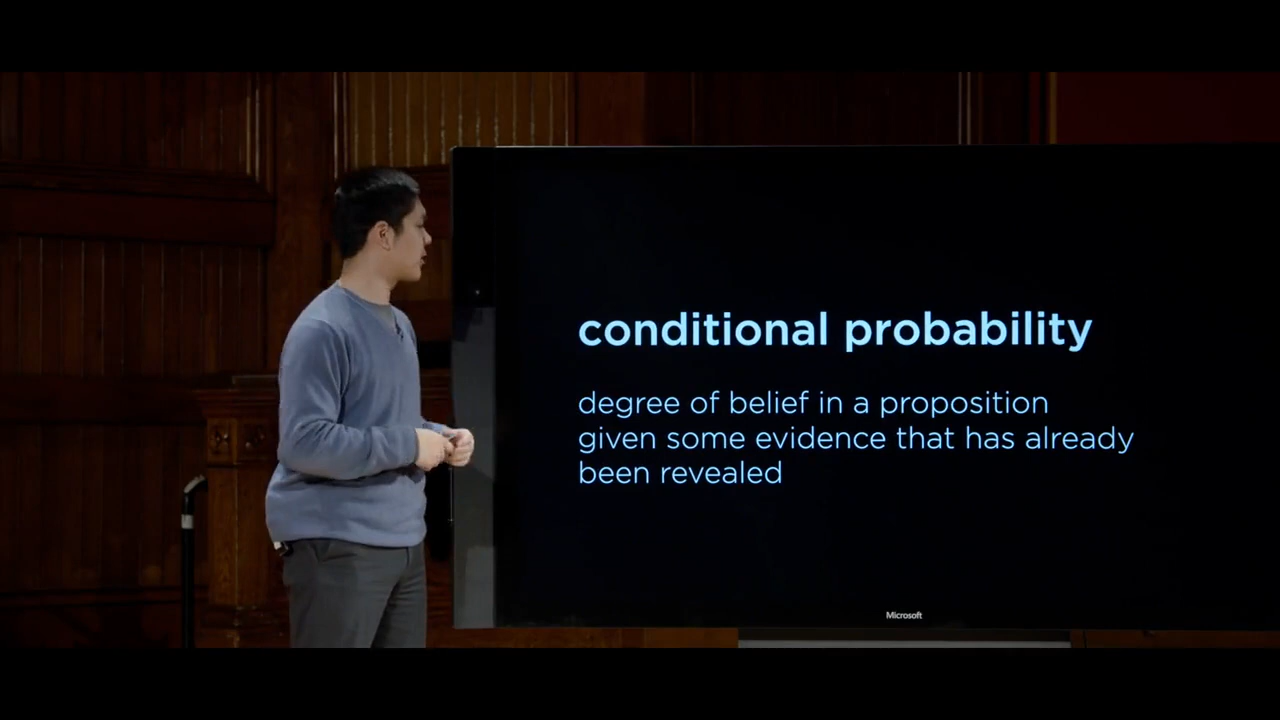 conditional probability
degree of belief in a proposition
given some evidence that has already
been revealed
Microsoft